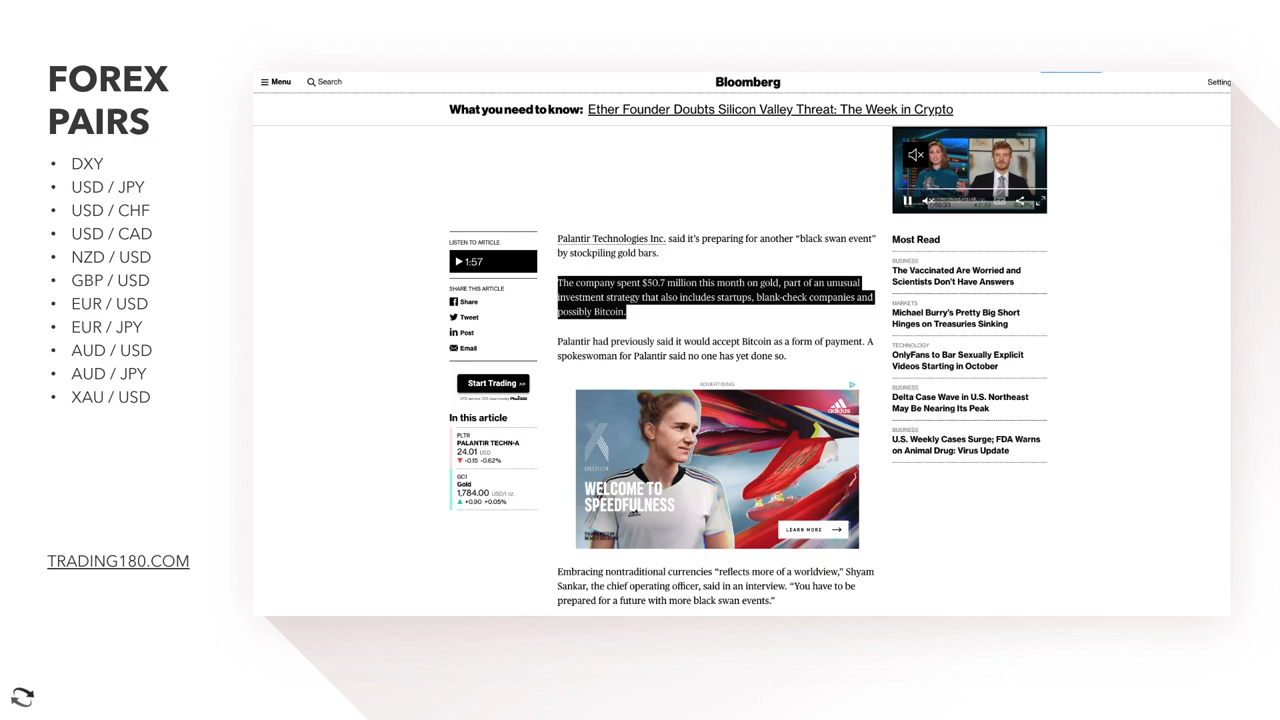 FOREX
PAIRS
• DXY
• USD / JPY
• USD / CHF
• USD / CAD
• NZD / USD
• GBP / USD
• EUR / USD
• EUR / JPY
• AUD / USD
• AUD / JPY
• XAU / USD
TRADING180.COM
Menu
Search
Bloomberg
Setting
What you need to know: Ether Founder Doubts Silicon Valley Threat: The Week in Crypto
LISTEN TO ARTICLE
1:57
SHARE THIS ARTICLE
Share
Tweet
Post
Email
Start Trading >>
In this article
PLTR
PALANTIR TECHN-A
24.01 USD
-0.15 -0.62%
GC1
Gold
1,784.00 USD/t oz.
+0.90 +0.05%
Palantir Technologies Inc. said it’s preparing for another “black swan event”
by stockpiling gold bars.
The company spent $50.7 million this month on gold, part of an unusual
investment strategy that also includes startups, blank-check companies and
possibly Bitcoin.
Palantir had previously said it would accept Bitcoin as a form of payment. A
spokeswoman for Palantir said no one has yet done so.
ADVERTISING
adidas
WELCOME TO
SPEEDFULNESS
LEARN MORE
Embracing nontraditional currencies “reflects more of a worldview,” Shyam
Sankar, the chief operating officer, said in an interview. “You have to be
prepared for a future with more black swan events.”
Most Read
BUSINESS
The Vaccinated Are Worried and
Scientists Don’t Have Answers
MARKETS
Michael Burry’s Pretty Big Short
Hinges on Treasuries Sinking
TECHNOLOGY
OnlyFans to Bar Sexually Explicit
Videos Starting in October
BUSINESS
Delta Case Wave in U.S. Northeast
May Be Nearing Its Peak
BUSINESS
U.S. Weekly Cases Surge; FDA Warns
on Animal Drug: Virus Update